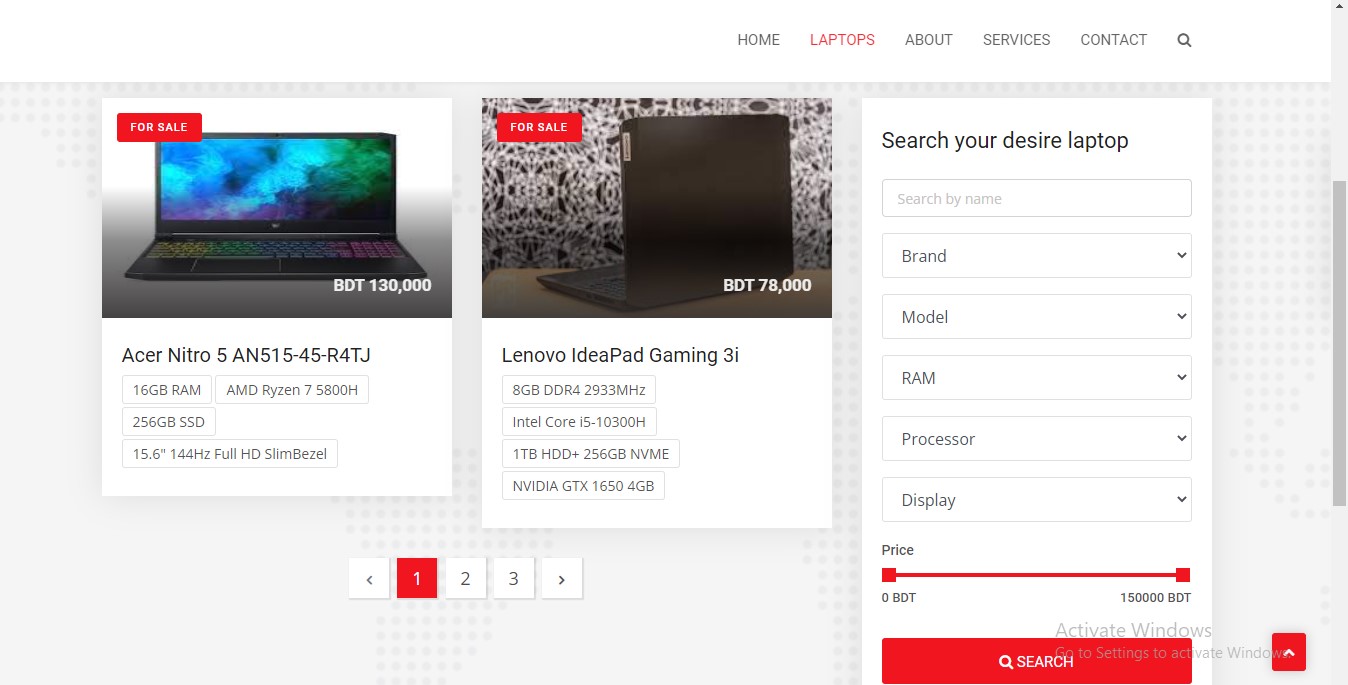 HOME LAPTOPS ABOUT SERVICES CONTACT
FOR SALE
BDT 130,000
Acer Nitro 5 AN515-45-R4TJ
16GB RAM AMD Ryzen 7 5800H
256GB SSD
15.6" 144Hz Full HD SlimBezel
FOR SALE
BDT 78,000
Lenovo IdeaPad Gaming 3i
8GB DDR4 2933MHz
Intel Core i5-10300H
1TB HDD+ 256GB NVME
NVIDIA GTX 1650 4GB
‹ 1 2 3 ›
Search your desire laptop
Search by name
Brand
Model
RAM
Processor
Display
Price
0 BDT 150000 BDT
SEARCH
Activate Windows
Go to Settings to activate Windows.